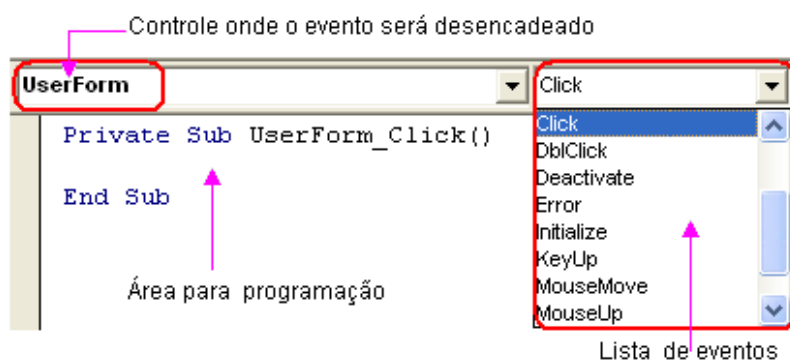 Controle onde o evento será desencadeado
UserForm
Click
Private Sub UserForm_Click()
End Sub
Click
DblClick
Deactivate
Error
Initialize
KeyUp
MouseMove
MouseUp
Área para programação
Lista de eventos